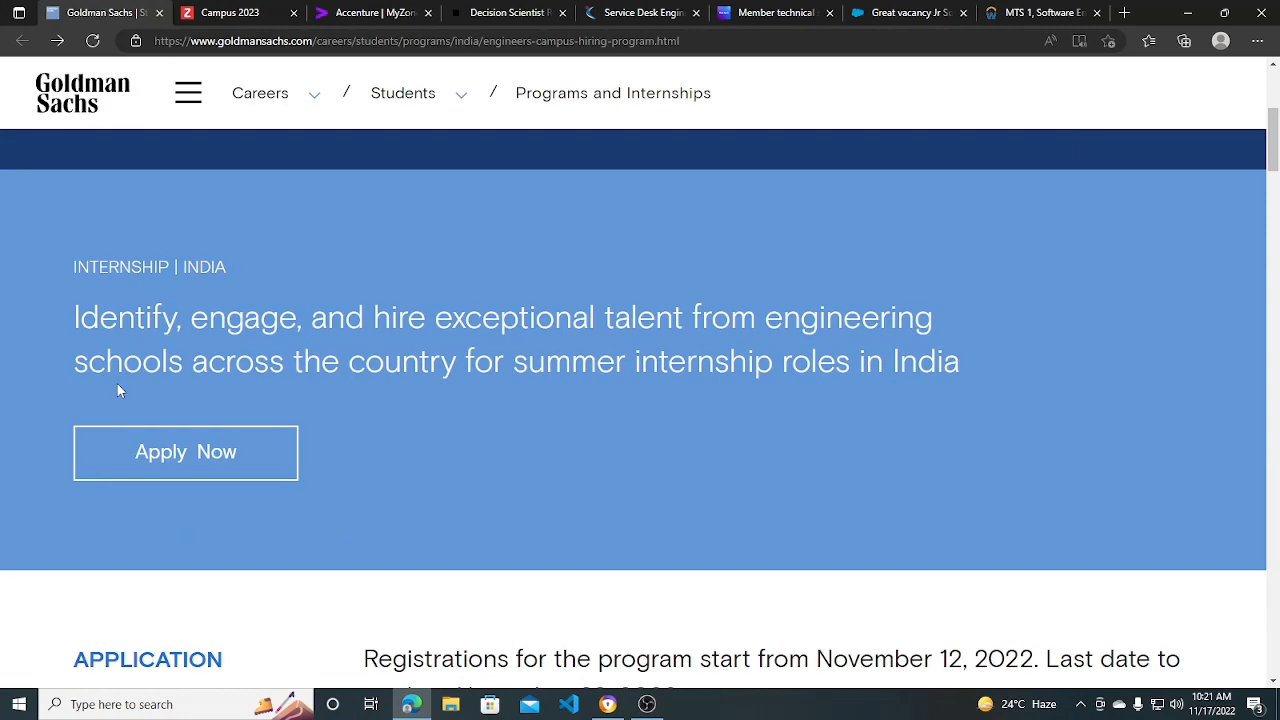 Goldman Sachs | St
Campus 2023
Accenture | MyZon
Decision Scientist R
Service Desk Engin
Member technical
Great vacancy Jr So
MTS 1, Software En
https://www.goldmansachs.com/careers/students/programs/india/engineers-campus-hiring-program.html
Goldman
Sachs
Careers / Students / Programs and Internships
INTERNSHIP | INDIA
Identify, engage, and hire exceptional talent from engineering
schools across the country for summer internship roles in India
Apply Now
APPLICATION
Registrations for the program start from November 12, 2022. Last date to
Type here to search
24°C Haze
10:21 AM
11/17/2022